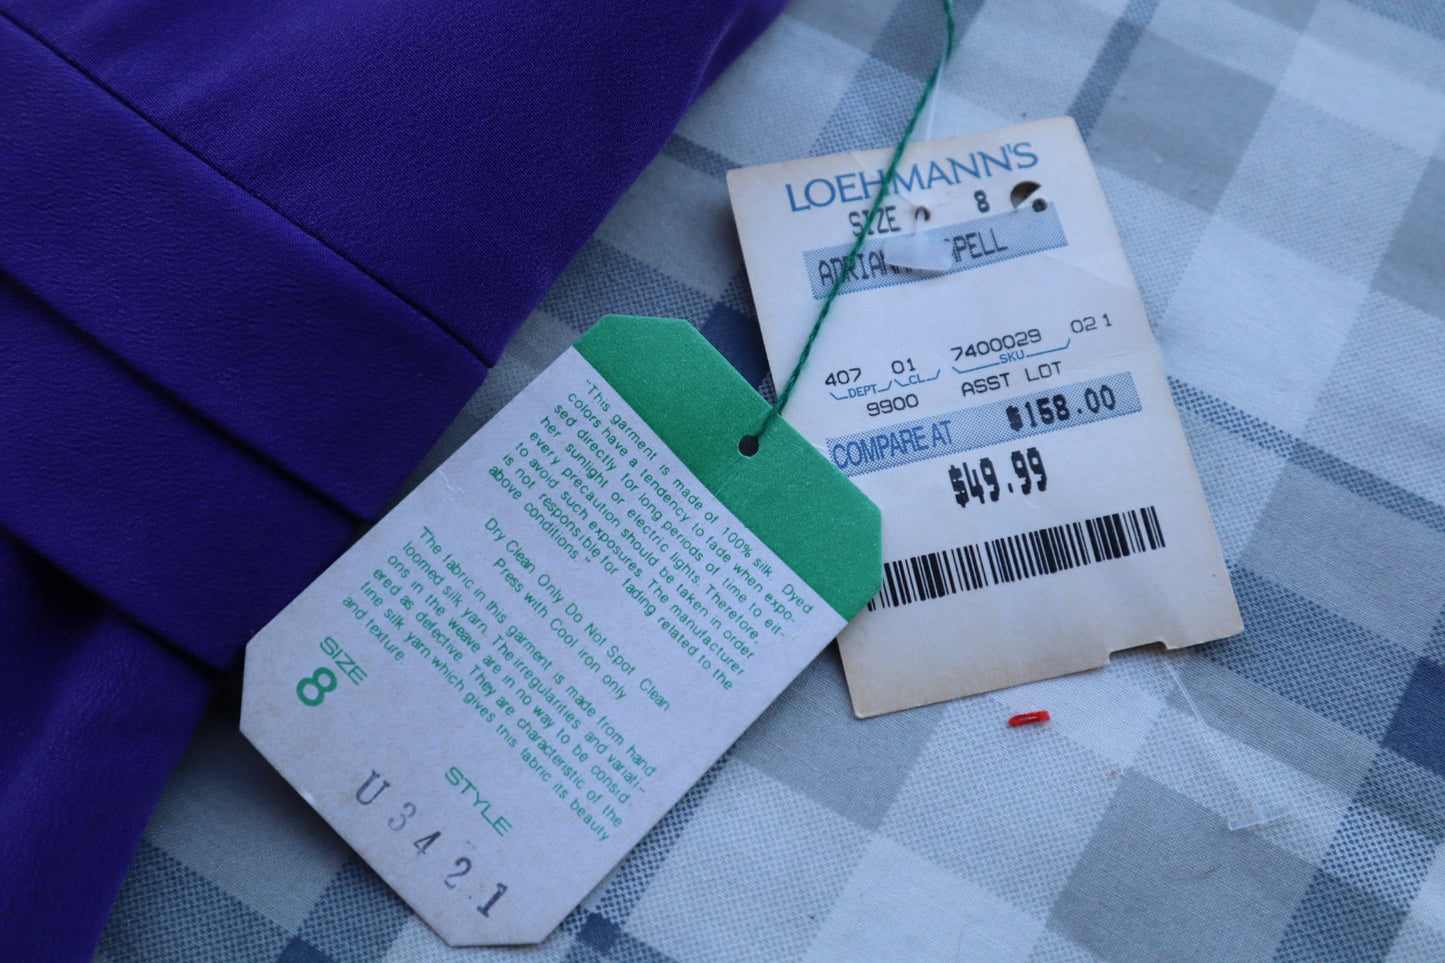 LOEHMANN'S
SIZE 8
407 01 7400029 02 1
DEPT CL SKU
9900 ASST LOT
COMPARE AT $158.00
$49.99
"This garment is made of 100% silk. Dyed
colors have a tendency to fade when expo-
sed directly for long periods of time to eit-
her sunlight or electric lights. Therefore,
every precaution should be taken in order
to avoid such exposures. The manufacturer
is not responsible for fading related to the
above conditions."
Dry Clean Only Do Not Spot Clean
Press with Cool iron only
The fabric in this garment is made from hand
loomed silk yarn. The irregularities and variati-
ons in the weave are in no way to be consid-
ered as defective. They are characteristic of the
fine silk yarn which gives this fabric its beauty
and texture.
SIZE
8
STYLE
U3421